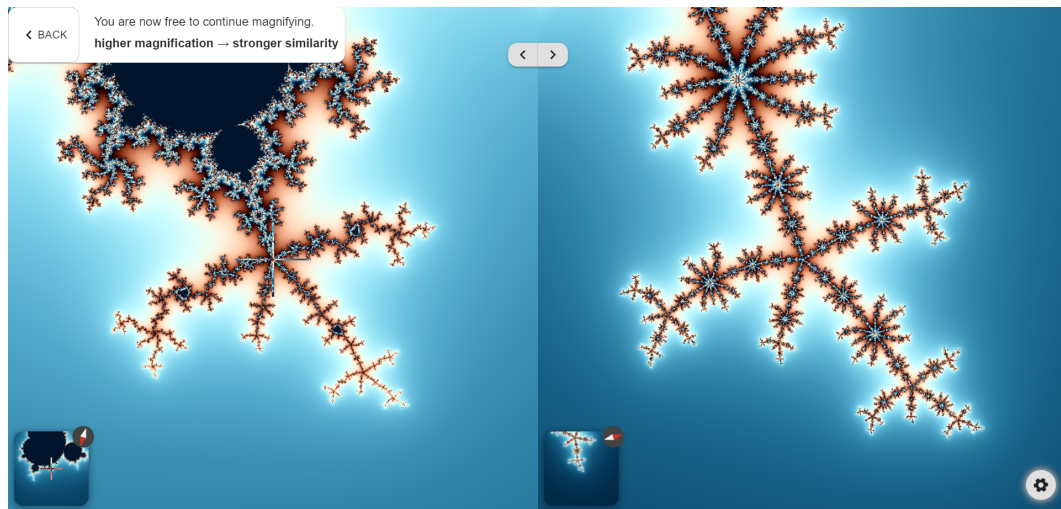 BACK
You are now free to continue magnifying.
higher magnification → stronger similarity